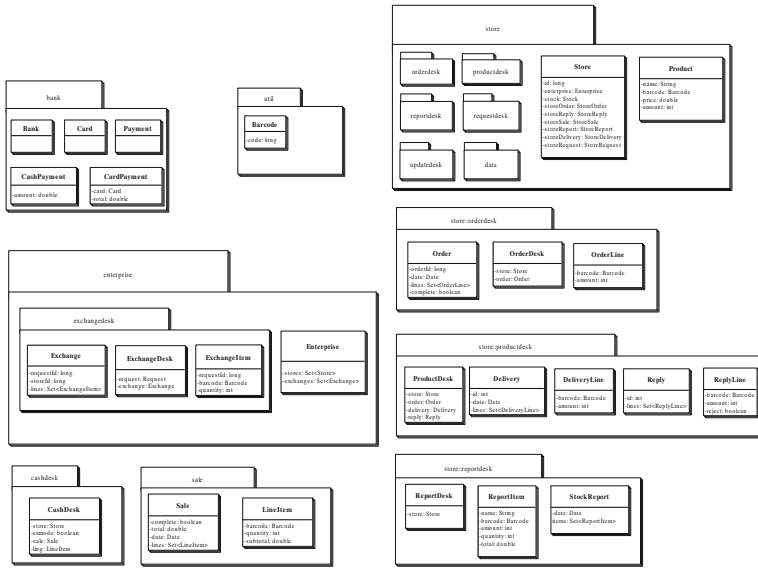 bank
Bank
Card
Payment
CashPayment
-amount: double
CardPayment
-card: Card
-total: double
util
Barcode
-code: long
enterprise
exchangedesk
Exchange
-requestId: long
-storeId: long
-lines: Set<ExchangeItem>
ExchangeDesk
-request: Request
-exchange: Exchange
ExchangeItem
-requestId: long
-barcode: Barcode
-quantity: int
Enterprise
-stores: Set<Store>
-exchanges: Set<Exchange>
cashdesk
CashDesk
-store: Store
-exmode: boolean
-sale: Sale
-ling: LineItem
sale
Sale
-complete: boolean
-total: double
-date: Date
-lines: Set<LineItem>
LineItem
-barcode: Barcode
-quantity: int
-subtotal: double
store
orderdesk
productdesk
reportdesk
requestdesk
updatedesk
data
Store
-id: long
-enterprise: Enterprise
-stock: Stock
-storeOrder: StoreOrder
-storeReply: StoreReply
-storeSale: StoreSale
-storeReport: StoreReport
-storeDelivery: StoreDelivery
-storeRequest: StoreRequest
Product
-name: String
-barcode: Barcode
-price: double
-amount: int
store::orderdesk
Order
-orderId: long
-date: Date
-lines: Set<OrderLine>
-complete: boolean
OrderDesk
-store: Store
-order: Order
OrderLine
-barcode: Barcode
-amount: int
store::productdesk
ProductDesk
-store: Store
-order: Order
-delivery: Delivery
-reply: Reply
Delivery
-id: int
-date: Date
-lines: Set<DeliveryLine>
DeliveryLine
-barcode: Barcode
-amount: int
Reply
-id: int
-lines: Set<ReplyLine>
ReplyLine
-barcode: Barcode
-amount: int
-reject: boolean
store::reportdesk
ReportDesk
-store: Store
ReportItem
-name: String
-barcode: Barcode
-amount: int
-quantity: int
-total: double
StockReport
-date: Date
items: Set<ReportItem>